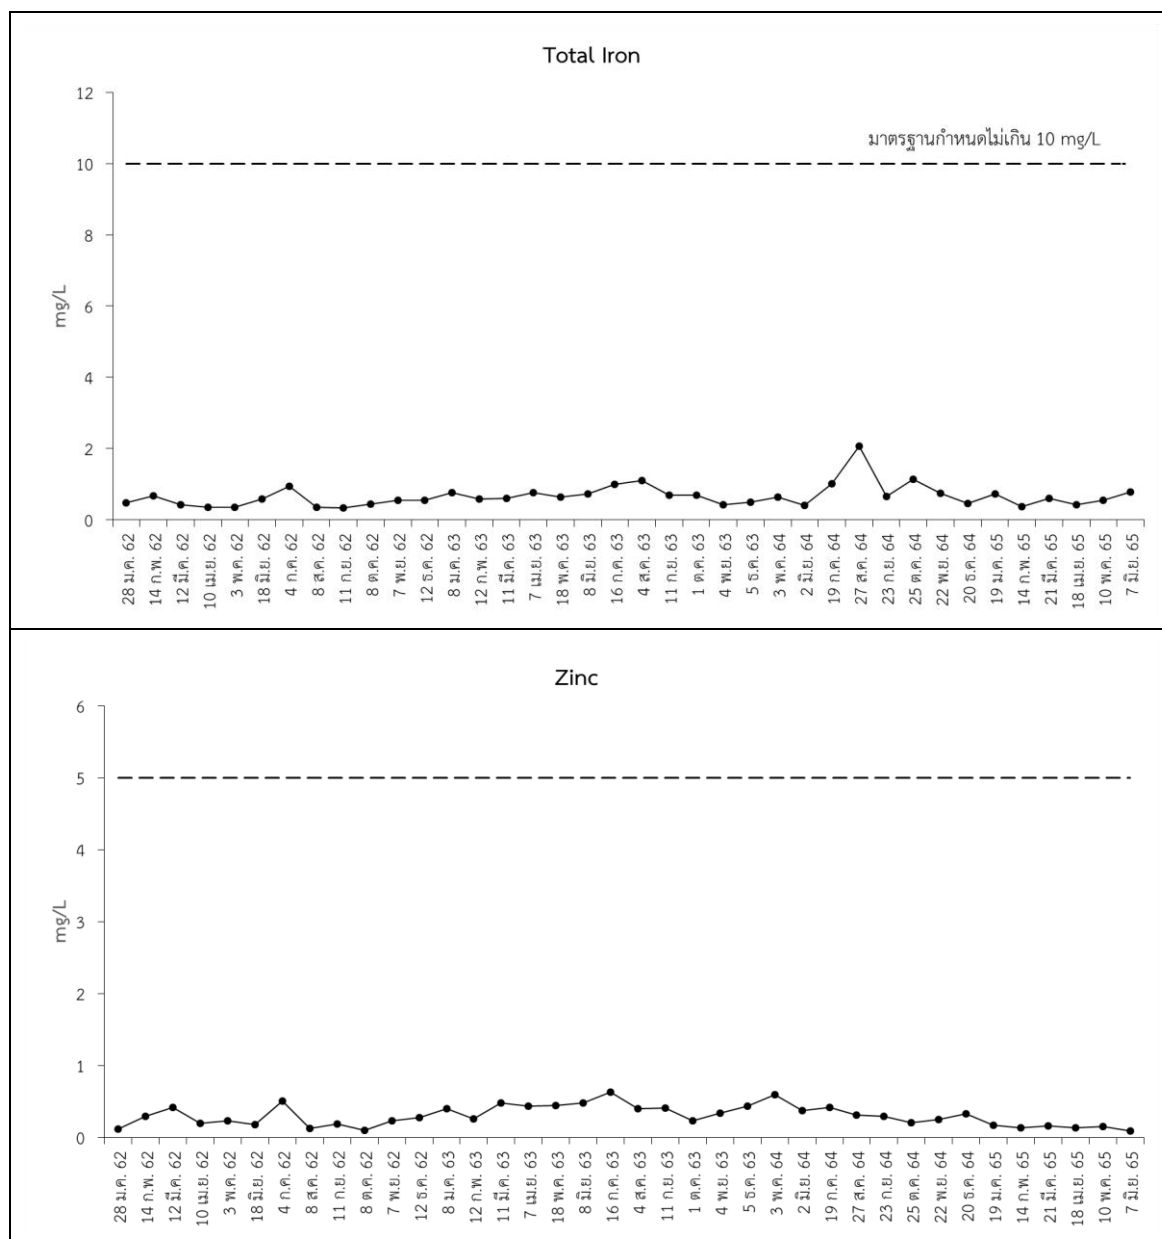 Total Iron
12
มาตรฐานกำหนดไม่เกิน 10 mg/L
10
8
6
4
2
0
mg/L
28 ม.ค. 62
14 ก.พ. 62
12 มี.ค. 62
10 เม.ย. 62
3 พ.ค. 62
18 มิ.ย. 62
4 ก.ค. 62
8 ส.ค. 62
11 ก.ย. 62
8 ต.ค. 62
7 พ.ย. 62
12 ธ.ค. 62
8 ม.ค. 63
12 ก.พ. 63
11 มี.ค. 63
7 เม.ย. 63
18 พ.ค. 63
8 มิ.ย. 63
16 ก.ค. 63
4 ส.ค. 63
11 ก.ย. 63
1 ต.ค. 63
4 พ.ย. 63
5 ธ.ค. 63
3 พ.ค. 64
2 มิ.ย. 64
19 ก.ค. 64
27 ส.ค. 64
23 ก.ย. 64
25 ต.ค. 64
22 พ.ย. 64
20 ธ.ค. 64
19 ม.ค. 65
14 ก.พ. 65
21 มี.ค. 65
18 เม.ย. 65
10 พ.ค. 65
7 มิ.ย. 65
Zinc
6
5
4
3
2
1
0
mg/L
28 ม.ค. 62
14 ก.พ. 62
12 มี.ค. 62
10 เม.ย. 62
3 พ.ค. 62
18 มิ.ย. 62
4 ก.ค. 62
8 ส.ค. 62
11 ก.ย. 62
8 ต.ค. 62
7 พ.ย. 62
12 ธ.ค. 62
8 ม.ค. 63
12 ก.พ. 63
11 มี.ค. 63
7 เม.ย. 63
18 พ.ค. 63
8 มิ.ย. 63
16 ก.ค. 63
4 ส.ค. 63
11 ก.ย. 63
1 ต.ค. 63
4 พ.ย. 63
5 ธ.ค. 63
3 พ.ค. 64
2 มิ.ย. 64
19 ก.ค. 64
27 ส.ค. 64
23 ก.ย. 64
25 ต.ค. 64
22 พ.ย. 64
20 ธ.ค. 64
19 ม.ค. 65
14 ก.พ. 65
21 มี.ค. 65
18 เม.ย. 65
10 พ.ค. 65
7 มิ.ย. 65